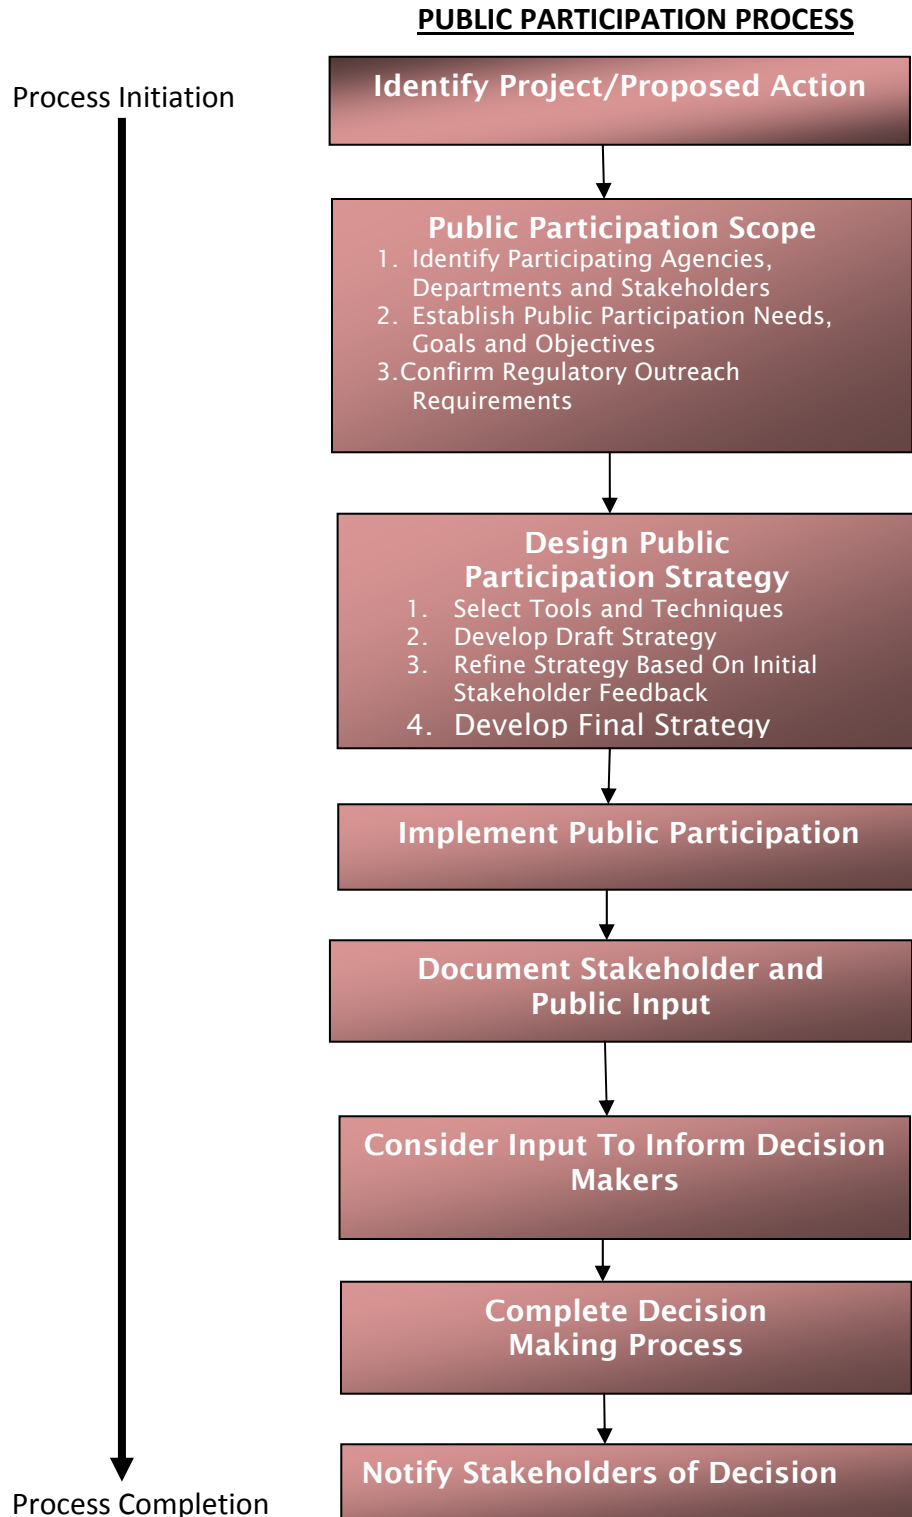 PUBLIC PARTICIPATION PROCESS
Process Initiation
Identify Project/Proposed Action
Public Participation Scope
1. Identify Participating Agencies,
Departments and Stakeholders
2. Establish Public Participation Needs,
Goals and Objectives
3.Confirm Regulatory Outreach
Requirements
Design Public
Participation Strategy
1. Select Tools and Techniques
2. Develop Draft Strategy
3. Refine Strategy Based On Initial
Stakeholder Feedback
4. Develop Final Strategy
Implement Public Participation
Document Stakeholder and
Public Input
Consider Input To Inform Decision
Makers
Complete Decision
Making Process
Notify Stakeholders of Decision
Process Completion